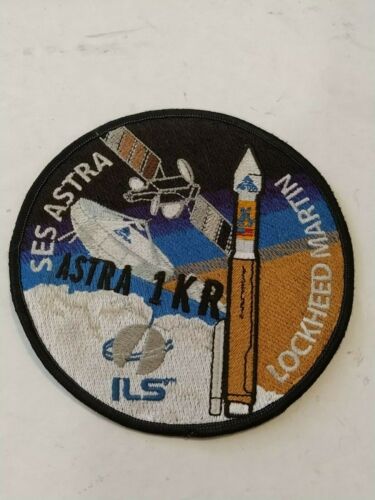 SES ASTRA
ASTRA 1KR
LOCKHEED MARTIN
ILS